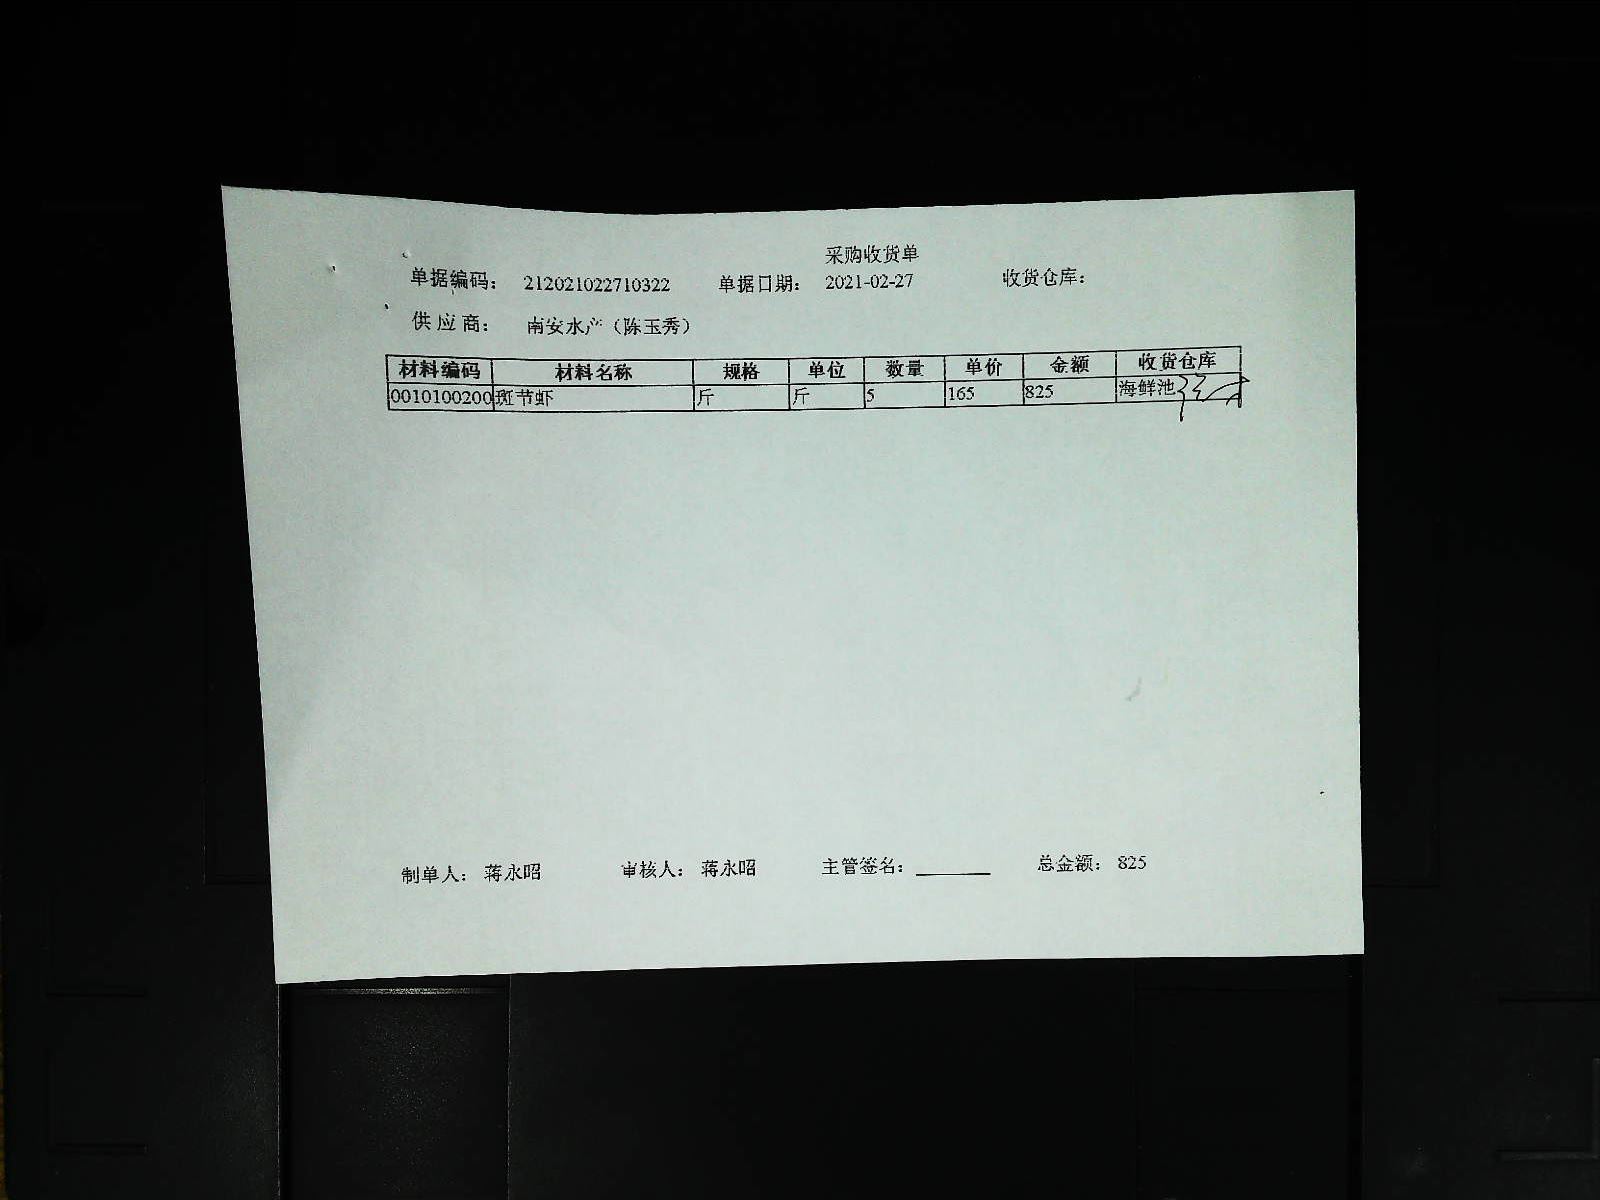 采购收货单
单据编码: 212021022710322 单据日期: 2021-02-27 收货仓库:
供应商: 南安水产（陈玉秀）
材料编码 材料名称 规格 单位 数量 单价 金额 收货仓库
0010100200 斑节虾 斤 斤 5 165 825 海鲜池
制单人: 蒋永昭 审核人: 蒋永昭 主管签名: 总金额: 825